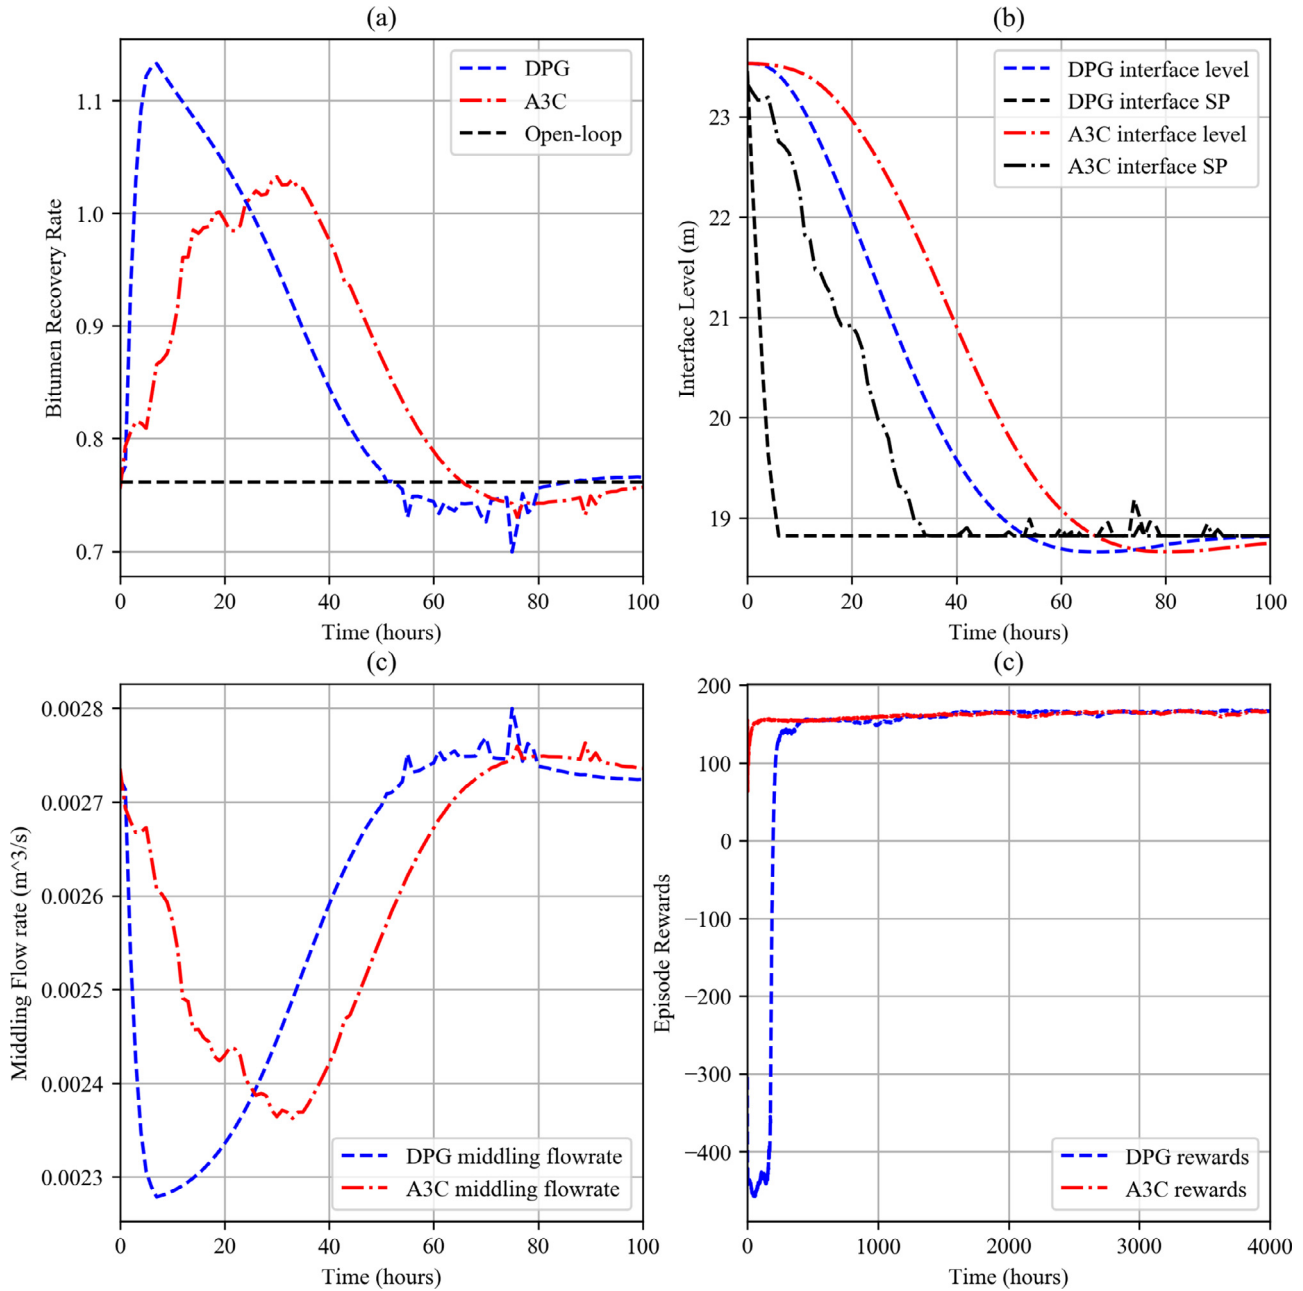 (a)
Bitumen Recovery Rate
1.1
1.0
0.9
0.8
0.7
DPG
A3C
Open-loop
0 20 40 60 80 100
Time (hours)
(b)
Interface Level (m)
23
22
21
20
19
DPG interface level
DPG interface SP
A3C interface level
A3C interface SP
0 20 40 60 80 100
Time (hours)
(c)
Middling Flow rate (m^3/s)
0.0028
0.0027
0.0026
0.0025
0.0024
0.0023
DPG middling flowrate
A3C middling flowrate
0 20 40 60 80 100
Time (hours)
(c)
Episode Rewards
200
100
0
−100
−200
−300
−400
DPG rewards
A3C rewards
0 1000 2000 3000 4000
Time (hours)